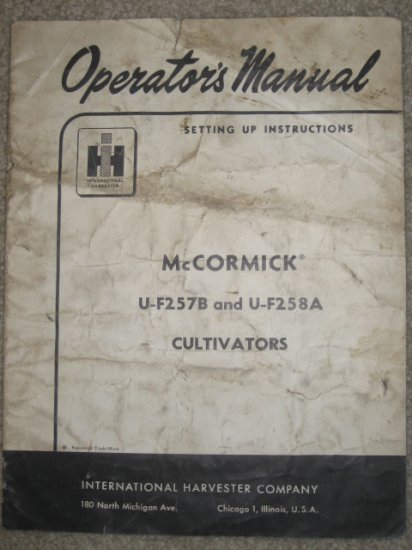 Operator's Manual
SETTING UP INSTRUCTIONS
IH
INTERNATIONAL
HARVESTER
McCORMICK®
U-F257B and U-F258A
CULTIVATORS
® Registered Trade Mark
INTERNATIONAL HARVESTER COMPANY
180 North Michigan Ave. Chicago 1, Illinois, U.S.A.